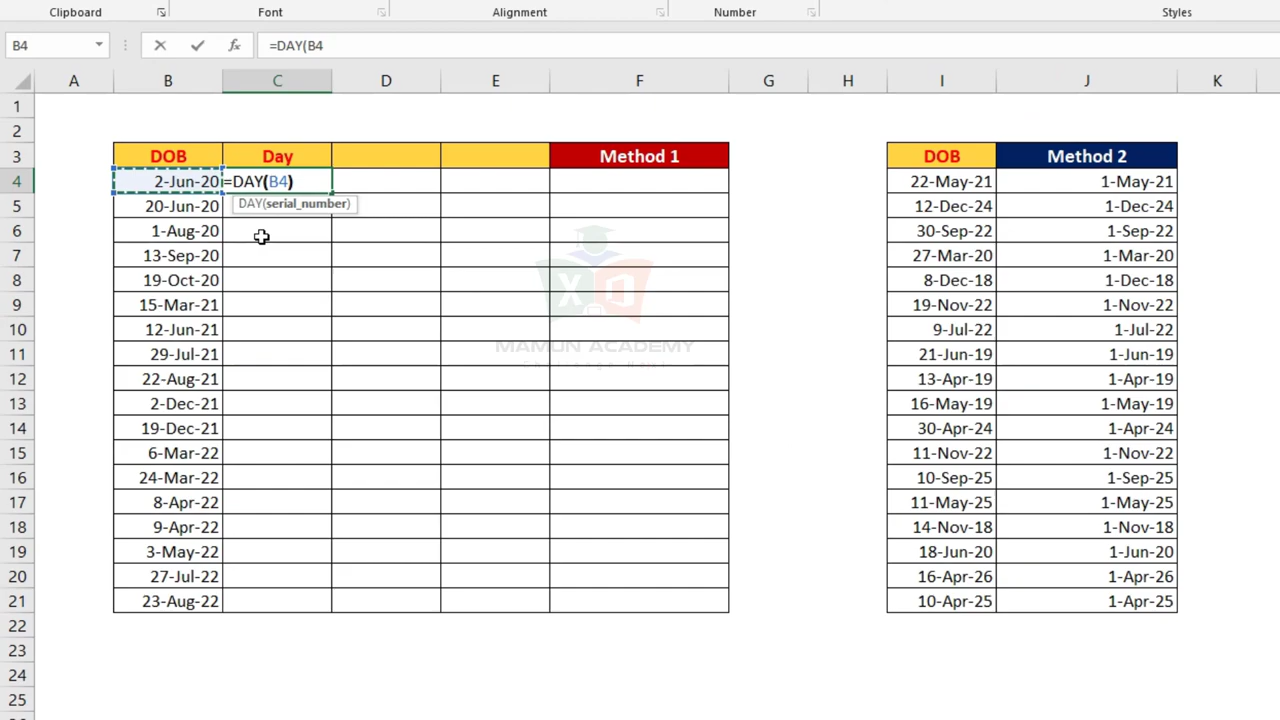 Clipboard Font Alignment Number Styles
B4 fx =DAY(B4
A B C D E F G H I J K
1
2
3 DOB Day Method 1 DOB Method 2
4 2-Jun-20 =DAY(B4) 22-May-21 1-May-21
DAY(serial_number)
5 20-Jun-20 12-Dec-24 1-Dec-24
6 1-Aug-20 30-Sep-22 1-Sep-22
7 13-Sep-20 27-Mar-20 1-Mar-20
8 19-Oct-20 8-Dec-18 1-Dec-18
9 15-Mar-21 19-Nov-22 1-Nov-22
10 12-Jun-21 9-Jul-22 1-Jul-22
MAMUN ACADEMY
11 29-Jul-21 21-Jun-19 1-Jun-19
12 22-Aug-21 13-Apr-19 1-Apr-19
13 2-Dec-21 16-May-19 1-May-19
14 19-Dec-21 30-Apr-24 1-Apr-24
15 6-Mar-22 11-Nov-22 1-Nov-22
16 24-Mar-22 10-Sep-25 1-Sep-25
17 8-Apr-22 11-May-25 1-May-25
18 9-Apr-22 14-Nov-18 1-Nov-18
19 3-May-22 18-Jun-20 1-Jun-20
20 27-Jul-22 16-Apr-26 1-Apr-26
21 23-Aug-22 10-Apr-25 1-Apr-25
22
23
24
25